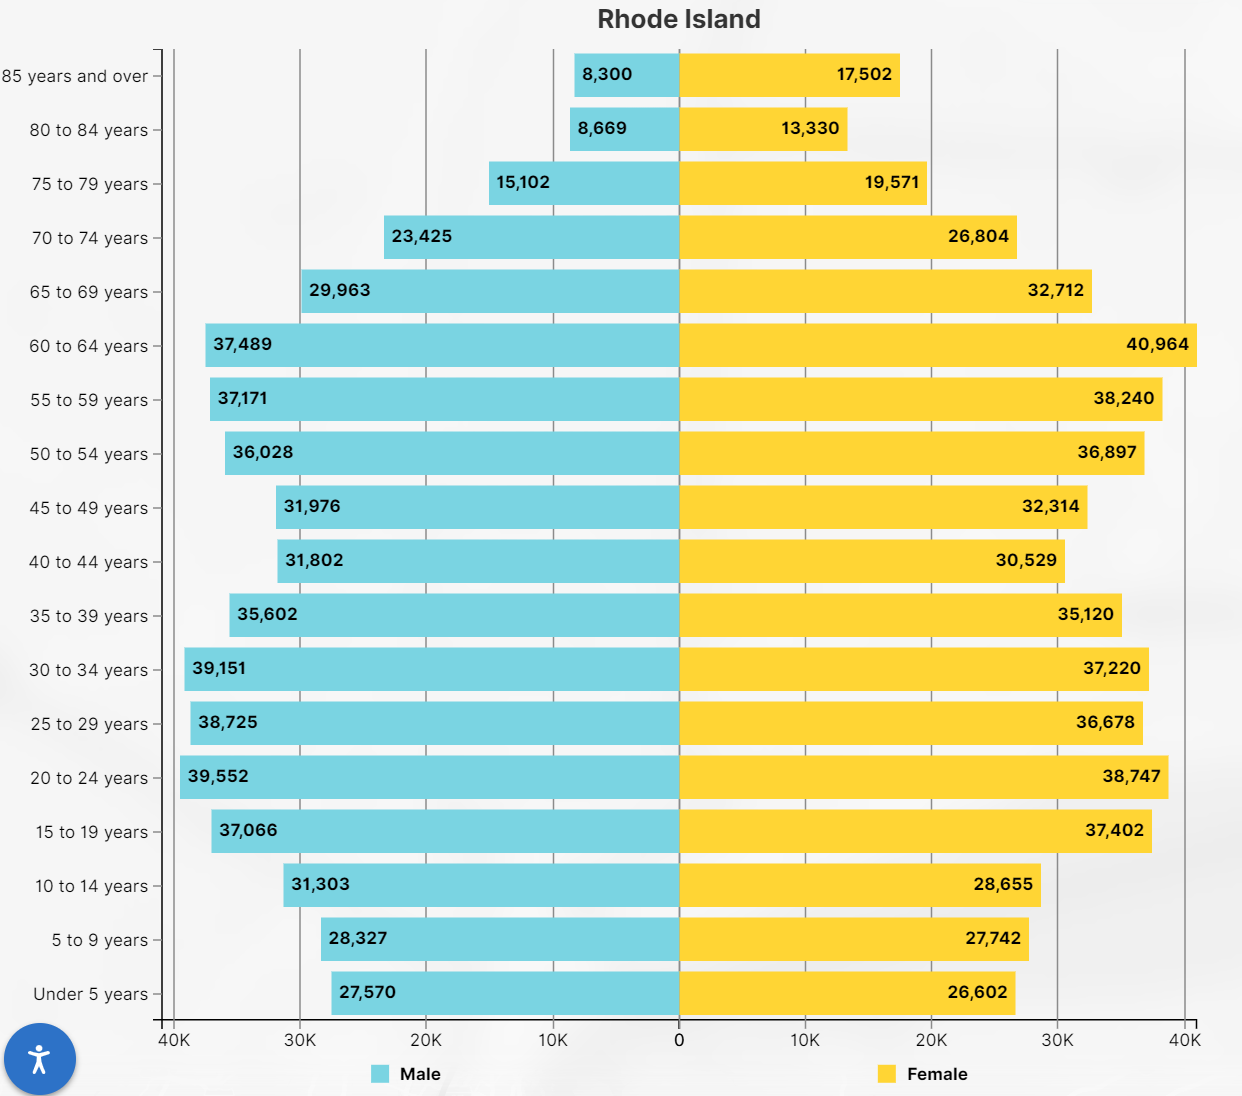 Rhode Island
85 years and over 8,300 17,502
80 to 84 years 8,669 13,330
75 to 79 years 15,102 19,571
70 to 74 years 23,425 26,804
65 to 69 years 29,963 32,712
60 to 64 years 37,489 40,964
55 to 59 years 37,171 38,240
50 to 54 years 36,028 36,897
45 to 49 years 31,976 32,314
40 to 44 years 31,802 30,529
35 to 39 years 35,602 35,120
30 to 34 years 39,151 37,220
25 to 29 years 38,725 36,678
20 to 24 years 39,552 38,747
15 to 19 years 37,066 37,402
10 to 14 years 31,303 28,655
5 to 9 years 28,327 27,742
Under 5 years 27,570 26,602
40K 30K 20K 10K 0 10K 20K 30K 40K
Male Female